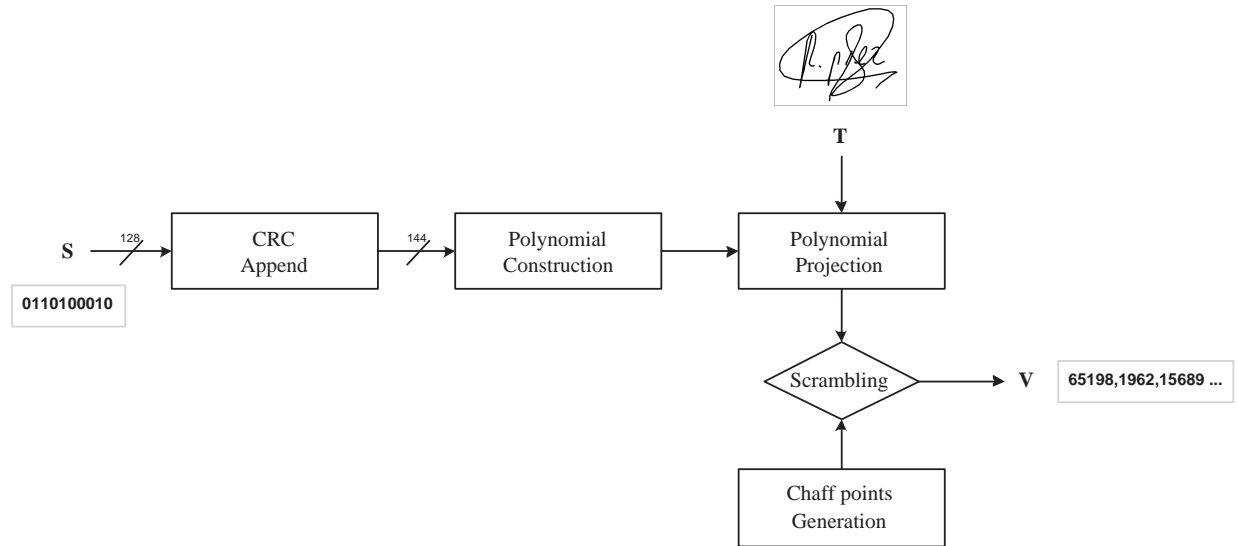 T
S
128
CRC
Append
144
Polynomial
Construction
Polynomial
Projection
0110100010
Scrambling
V
65198,1962,15689 ...
Chaff points
Generation